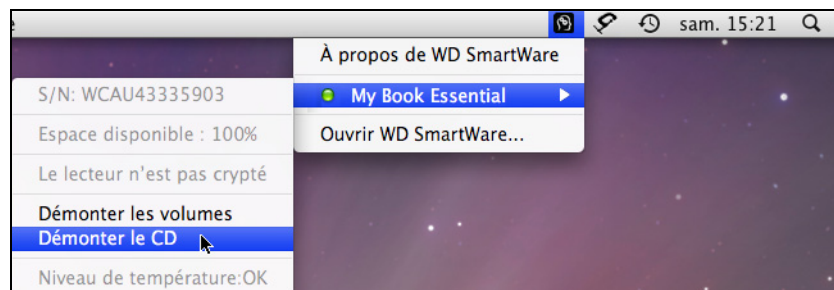 sam. 15:21
À propos de WD SmartWare
My Book Essential
Ouvrir WD SmartWare...
S/N: WCAU43335903
Espace disponible : 100%
Le lecteur n'est pas crypté
Démonter les volumes
Démonter le CD
Niveau de température:OK